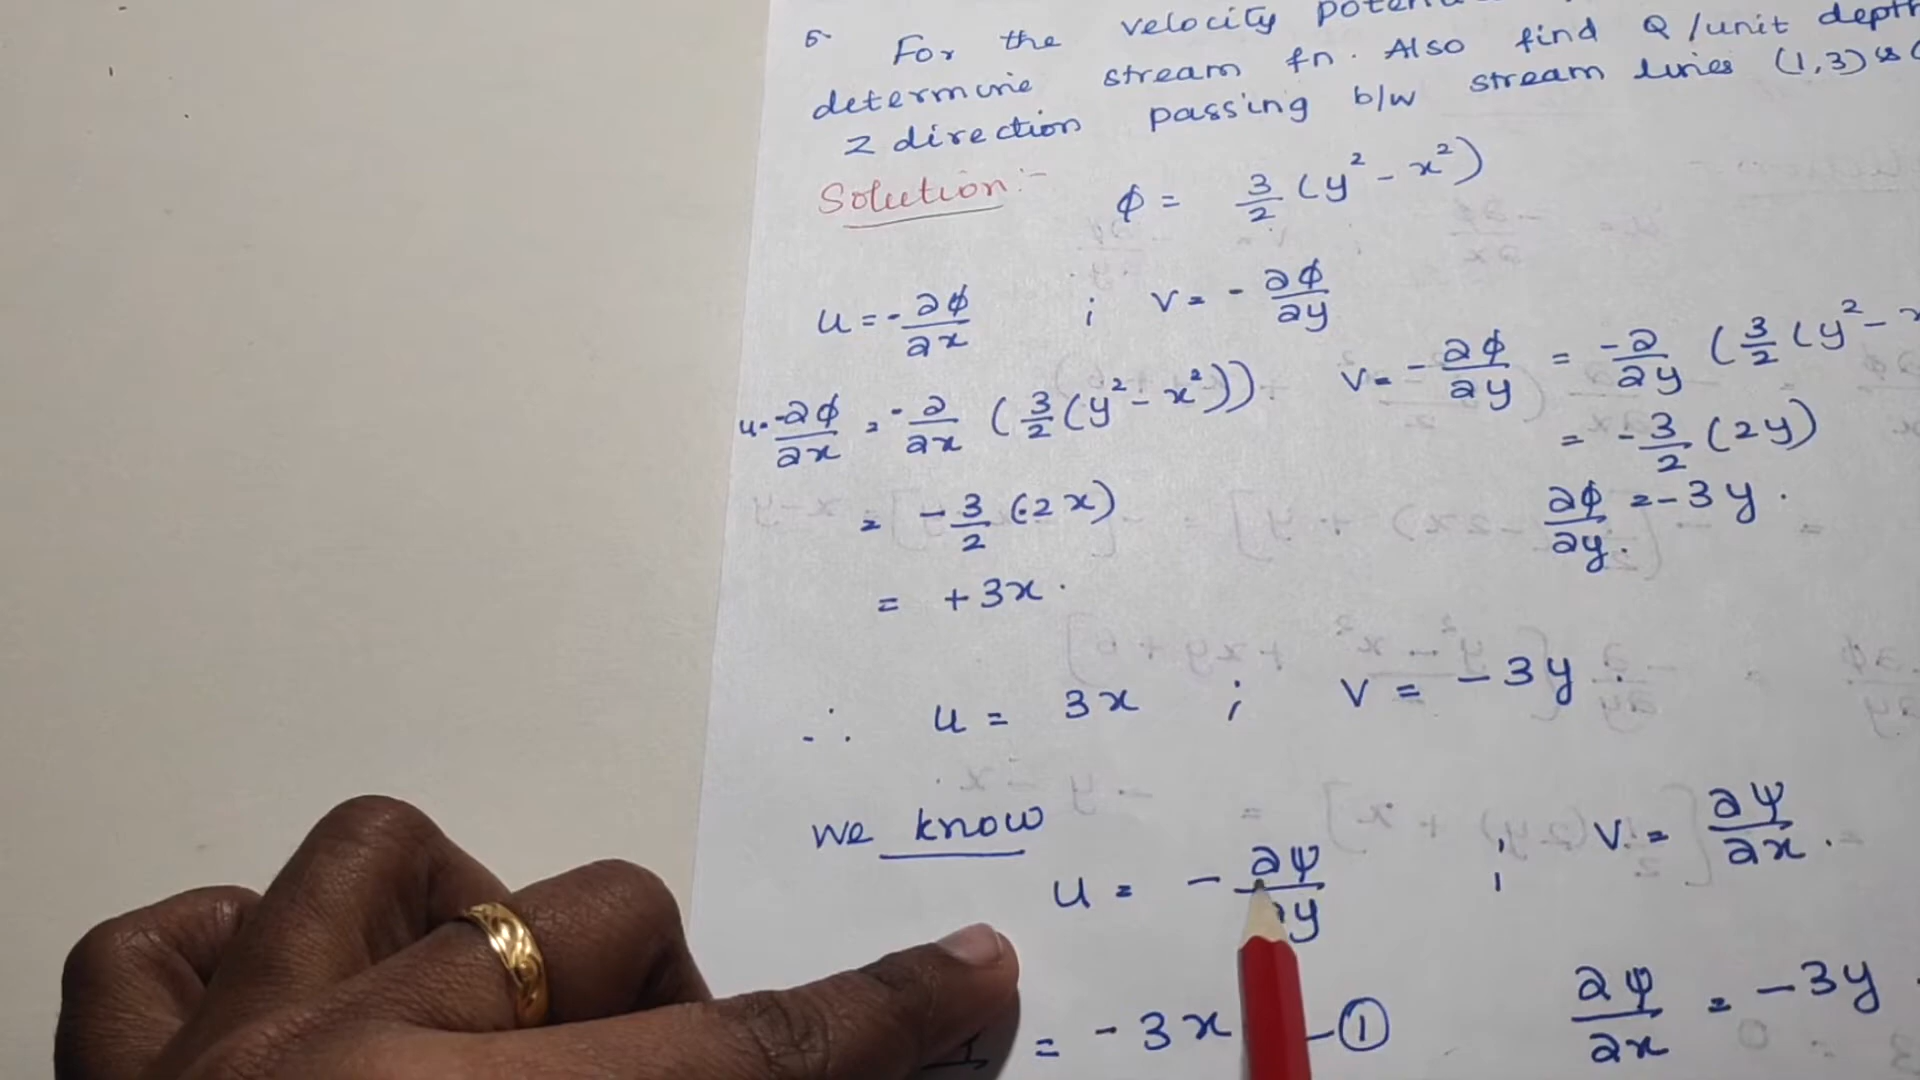 5 For the velocity
determine stream fn. Also find Q/unit depth
z direction passing b/w stream lines (1,3) &
Solution:- φ = 3/2 (y² - x²)
u = -∂φ/∂x ; v = -∂φ/∂y
u = -∂φ/∂x = -∂/∂x (3/2 (y² - x²)) v = -∂φ/∂y = -∂/∂y (3/2 (y² -
= -3/2 (-2x) = -3/2 (2y)
= +3x. ∂φ/∂y = -3y.
∴ u = 3x ; v = -3y.
We know
u = -∂ψ/∂y ; v = ∂ψ/∂x.
= -3x - ① ∂ψ/∂x = -3y